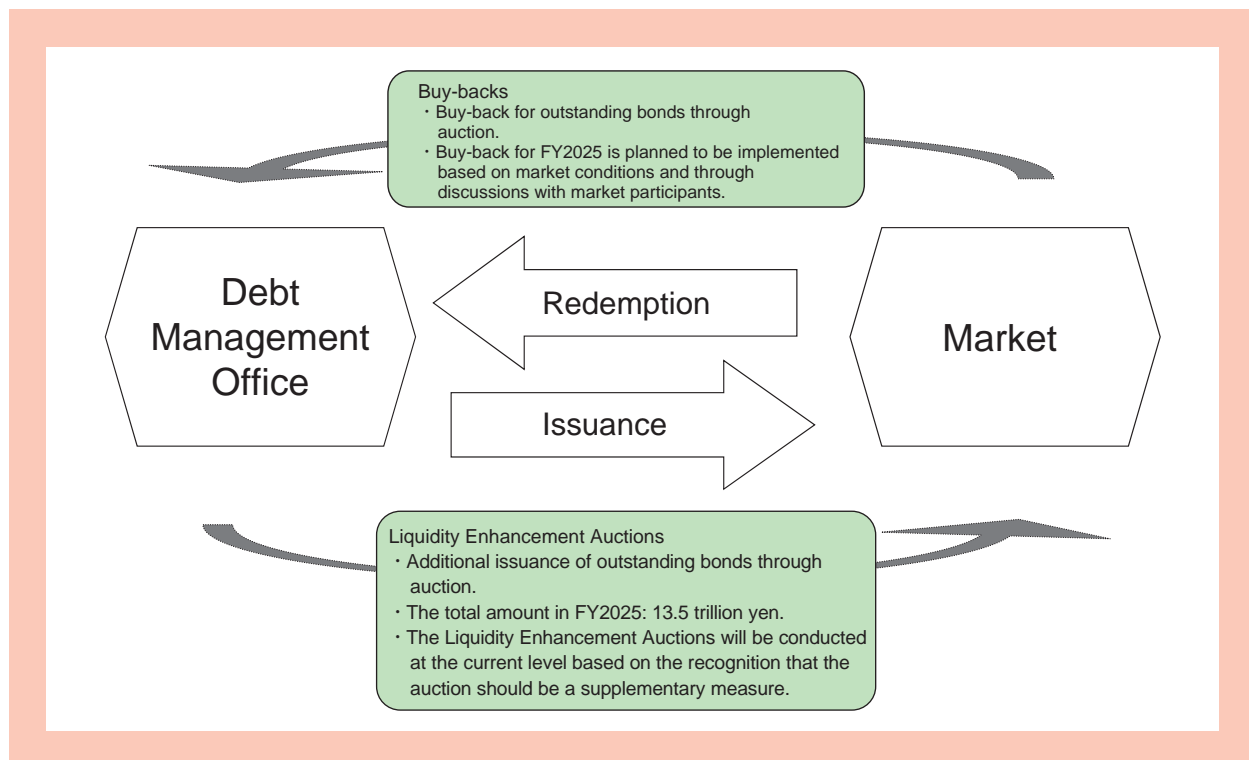 Buy-backs
・Buy-back for outstanding bonds through
auction.
・Buy-back for FY2025 is planned to be implemented
based on market conditions and through
discussions with market participants.
Debt
Management
Office
Redemption
Issuance
Market
Liquidity Enhancement Auctions
・Additional issuance of outstanding bonds through
auction.
・The total amount in FY2025: 13.5 trillion yen.
・The Liquidity Enhancement Auctions will be conducted
at the current level based on the recognition that the
auction should be a supplementary measure.